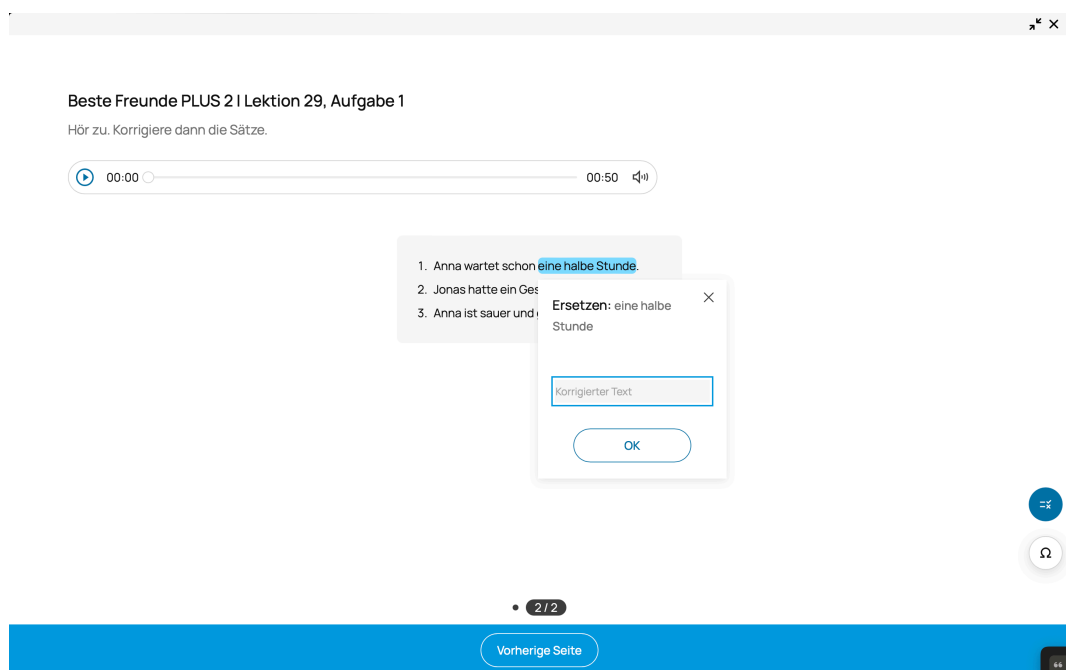 Beste Freunde PLUS 2 | Lektion 29, Aufgabe 1
Hör zu. Korrigiere dann die Sätze.
00:00
00:50
1. Anna wartet schon eine halbe Stunde.
2. Jonas hatte ein Ges
3. Anna ist sauer und
Ersetzen: eine halbe
Stunde
Korrigierter Text
OK
Ω
2 / 2
Vorherige Seite